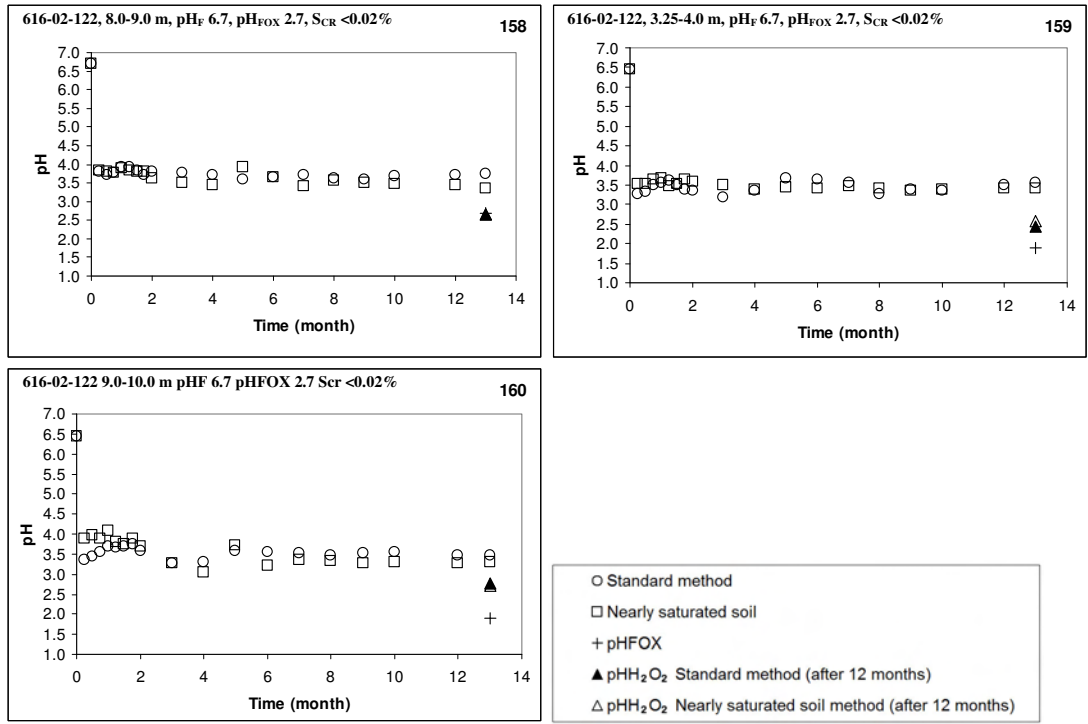 616-02-122, 8.0-9.0 m, pHF 6.7, pHFOX 2.7, SCR <0.02%
158
7.0
6.5
6.0
5.5
5.0
4.5
4.0
3.5
3.0
2.5
2.0
1.5
1.0
pH
0 2 4 6 8 10 12 14
Time (month)
616-02-122, 3.25-4.0 m, pHF 6.7, pHFOX 2.7, SCR <0.02%
159
7.0
6.5
6.0
5.5
5.0
4.5
4.0
3.5
3.0
2.5
2.0
1.5
1.0
pH
0 2 4 6 8 10 12 14
Time (month)
616-02-122 9.0-10.0 m pHF 6.7 pHFOX 2.7 Scr <0.02%
160
7.0
6.5
6.0
5.5
5.0
4.5
4.0
3.5
3.0
2.5
2.0
1.5
1.0
pH
0 2 4 6 8 10 12 14
Time (month)
Standard method
Nearly saturated soil
pHFOX
pHH₂O₂ Standard method (after 12 months)
pHH₂O₂ Nearly saturated soil method (after 12 months)